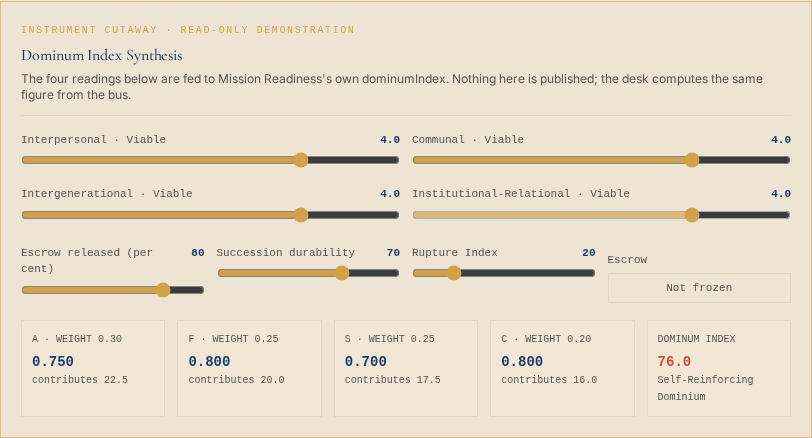 INSTRUMENT CUTAWAY · READ-ONLY DEMONSTRATION
Dominum Index Synthesis
The four readings below are fed to Mission Readiness's own dominumIndex. Nothing here is published; the desk computes the same
figure from the bus.
Interpersonal · Viable 4.0
Communal · Viable 4.0
Intergenerational · Viable 4.0
Institutional-Relational · Viable 4.0
Escrow released (per
cent) 80
Succession durability 70
Rupture Index 20
Escrow
Not frozen
A · WEIGHT 0.30
0.750
contributes 22.5
F · WEIGHT 0.25
0.800
contributes 20.0
S · WEIGHT 0.25
0.700
contributes 17.5
C · WEIGHT 0.20
0.800
contributes 16.0
DOMINUM INDEX
76.0
Self-Reinforcing
Dominium